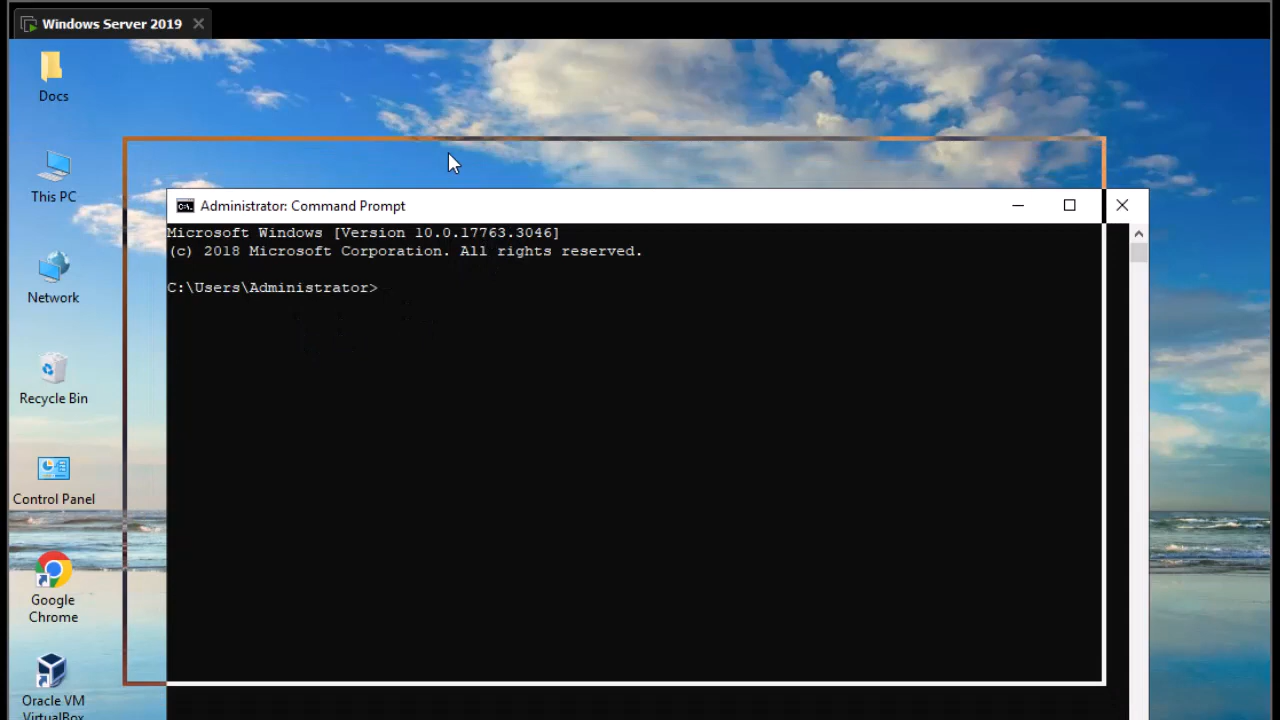 Windows Server 2019
Docs
This PC
Network
Recycle Bin
Control Panel
Google
Chrome
Oracle VM
VirtualBox
Administrator: Command Prompt
Microsoft Windows [Version 10.0.17763.3046]
(c) 2018 Microsoft Corporation. All rights reserved.
C:\Users\Administrator>